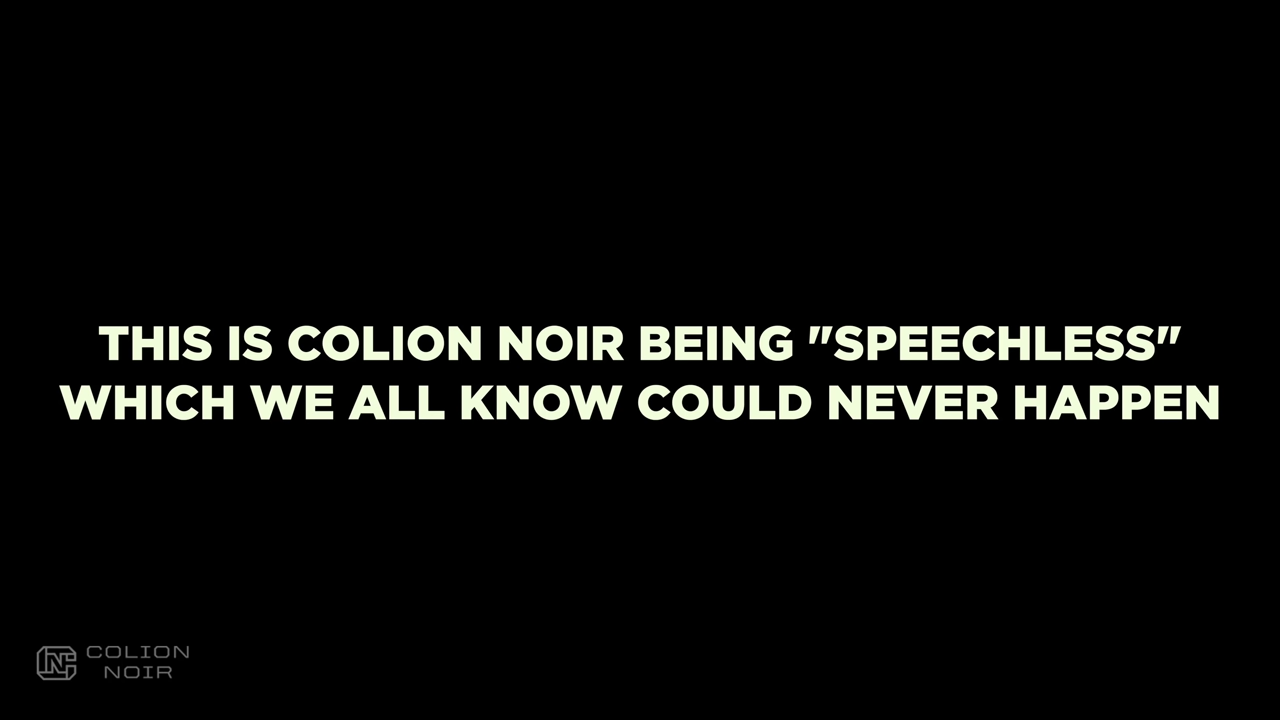 THIS IS COLION NOIR BEING "SPEECHLESS"
WHICH WE ALL KNOW COULD NEVER HAPPEN
COLION
NOIR